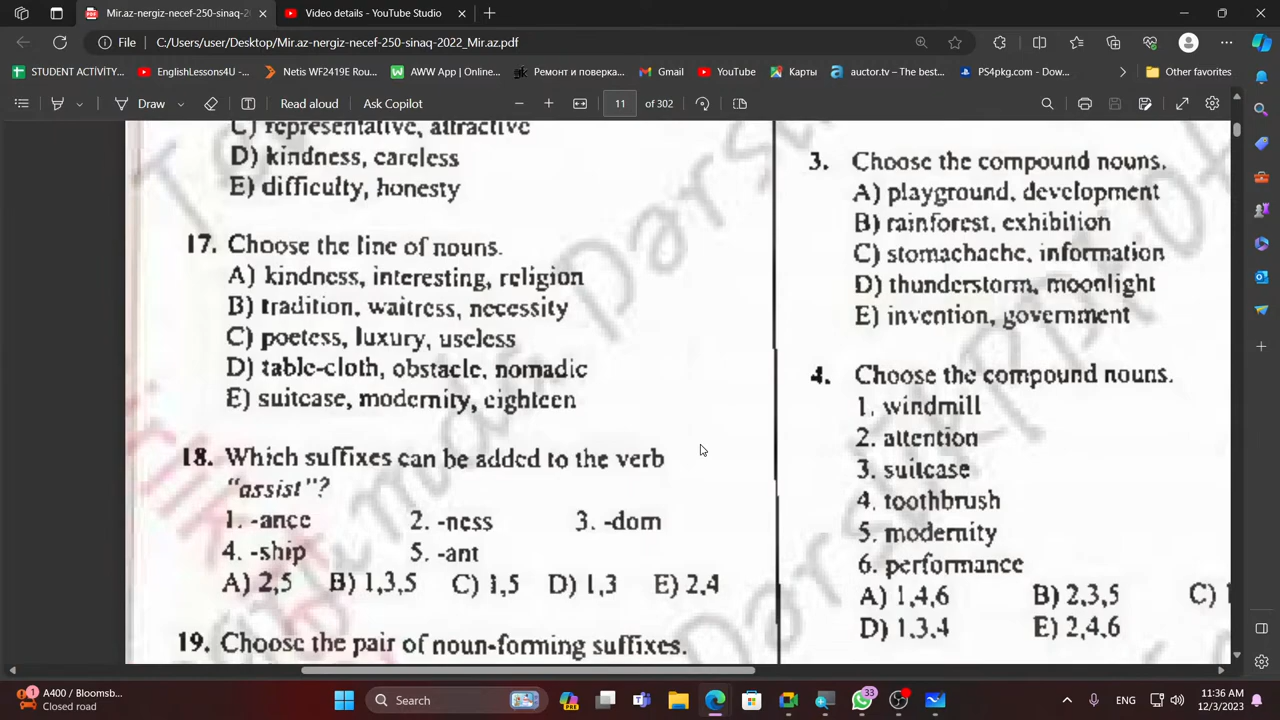 Mir.az-nergiz-necef-250-sinaq-2022
Video details - YouTube Studio
File
C:/Users/user/Desktop/Mir.az-nergiz-necef-250-sinaq-2022_Mir.az.pdf
STUDENT ACTİVİTY
EnglishLessons4U -...
Netis WF2419E Rou...
AWW App | Online...
Ремонт и поверка...
Gmail
YouTube
Карты
auctor.tv – The best...
PS4pkg.com - Dow...
Other favorites
Draw
Read aloud
Ask Copilot
11
of 302
C) representative, attractive
D) kindness, careless
E) difficulty, honesty
17. Choose the line of nouns.
A) kindness, interesting, religion
B) tradition, waitress, necessity
C) poetess, luxury, useless
D) table-cloth, obstacle, nomadic
E) suitcase, modernity, eighteen
18. Which suffixes can be added to the verb
"assist"?
1. -ance 2. -ness 3. -dom
4. -ship 5. -ant
A) 2,5 B) 1,3,5 C) 1,5 D) 1,3 E) 2,4
19. Choose the pair of noun-forming suffixes.
3. Choose the compound nouns.
A) playground, development
B) rainforest, exhibition
C) stomachache, information
D) thunderstorm, moonlight
E) invention, government
4. Choose the compound nouns.
1. windmill
2. attention
3. suitcase
4. toothbrush
5. modernity
6. performance
A) 1,4,6 B) 2,3,5 C)
D) 1,3,4 E) 2,4,6
1
A400 / Bloomsb...
Closed road
Search
33
ENG
11:36 AM
12/3/2023